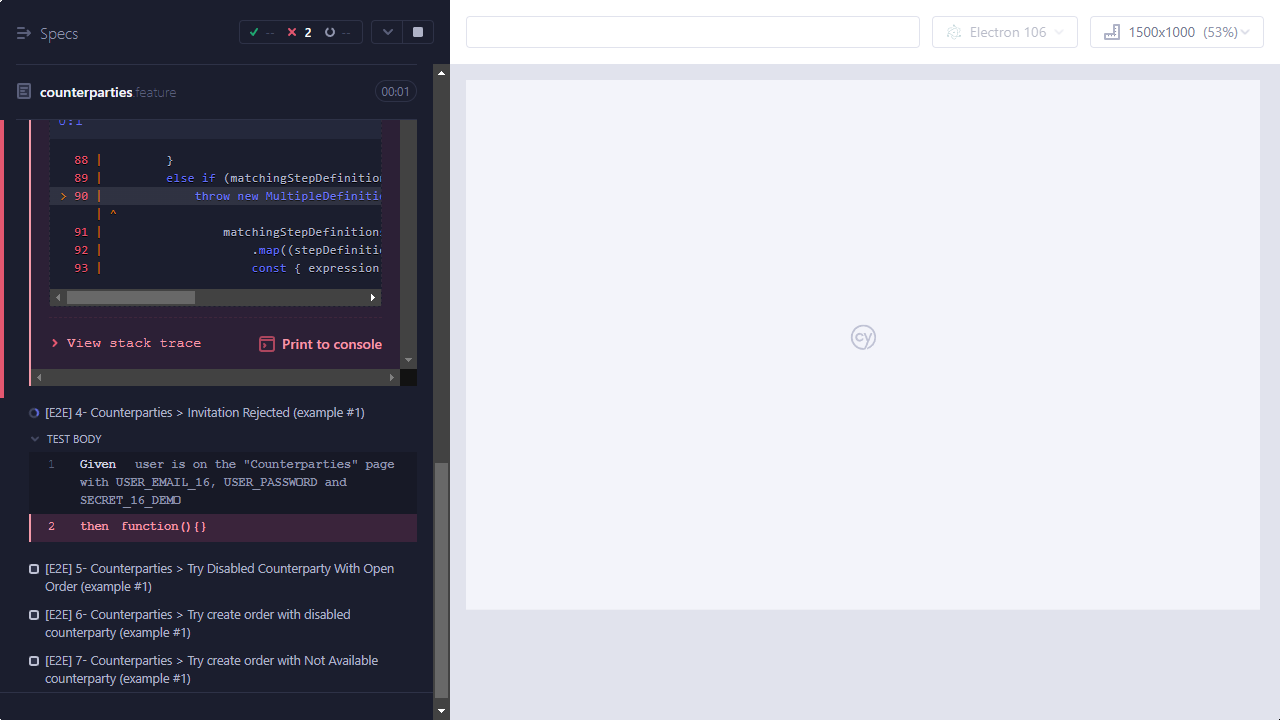 Specs
-- 2 --
Electron 106
1500x1000 (53%)
counterparties.feature
00:01
0:1
88 | }
89 | else if (matchingStepDefinition
> 90 | throw new MultipleDefiniti
| ^
91 | matchingStepDefinitions
92 | .map((stepDefinitio
93 | const { expression
View stack trace
Print to console
[E2E] 4- Counterparties > Invitation Rejected (example #1)
TEST BODY
1 Given user is on the "Counterparties" page
with USER_EMAIL_16, USER_PASSWORD and
SECRET_16_DEMO
2 then function(){}
[E2E] 5- Counterparties > Try Disabled Counterparty With Open
Order (example #1)
[E2E] 6- Counterparties > Try create order with disabled
counterparty (example #1)
[E2E] 7- Counterparties > Try create order with Not Available
counterparty (example #1)
cy